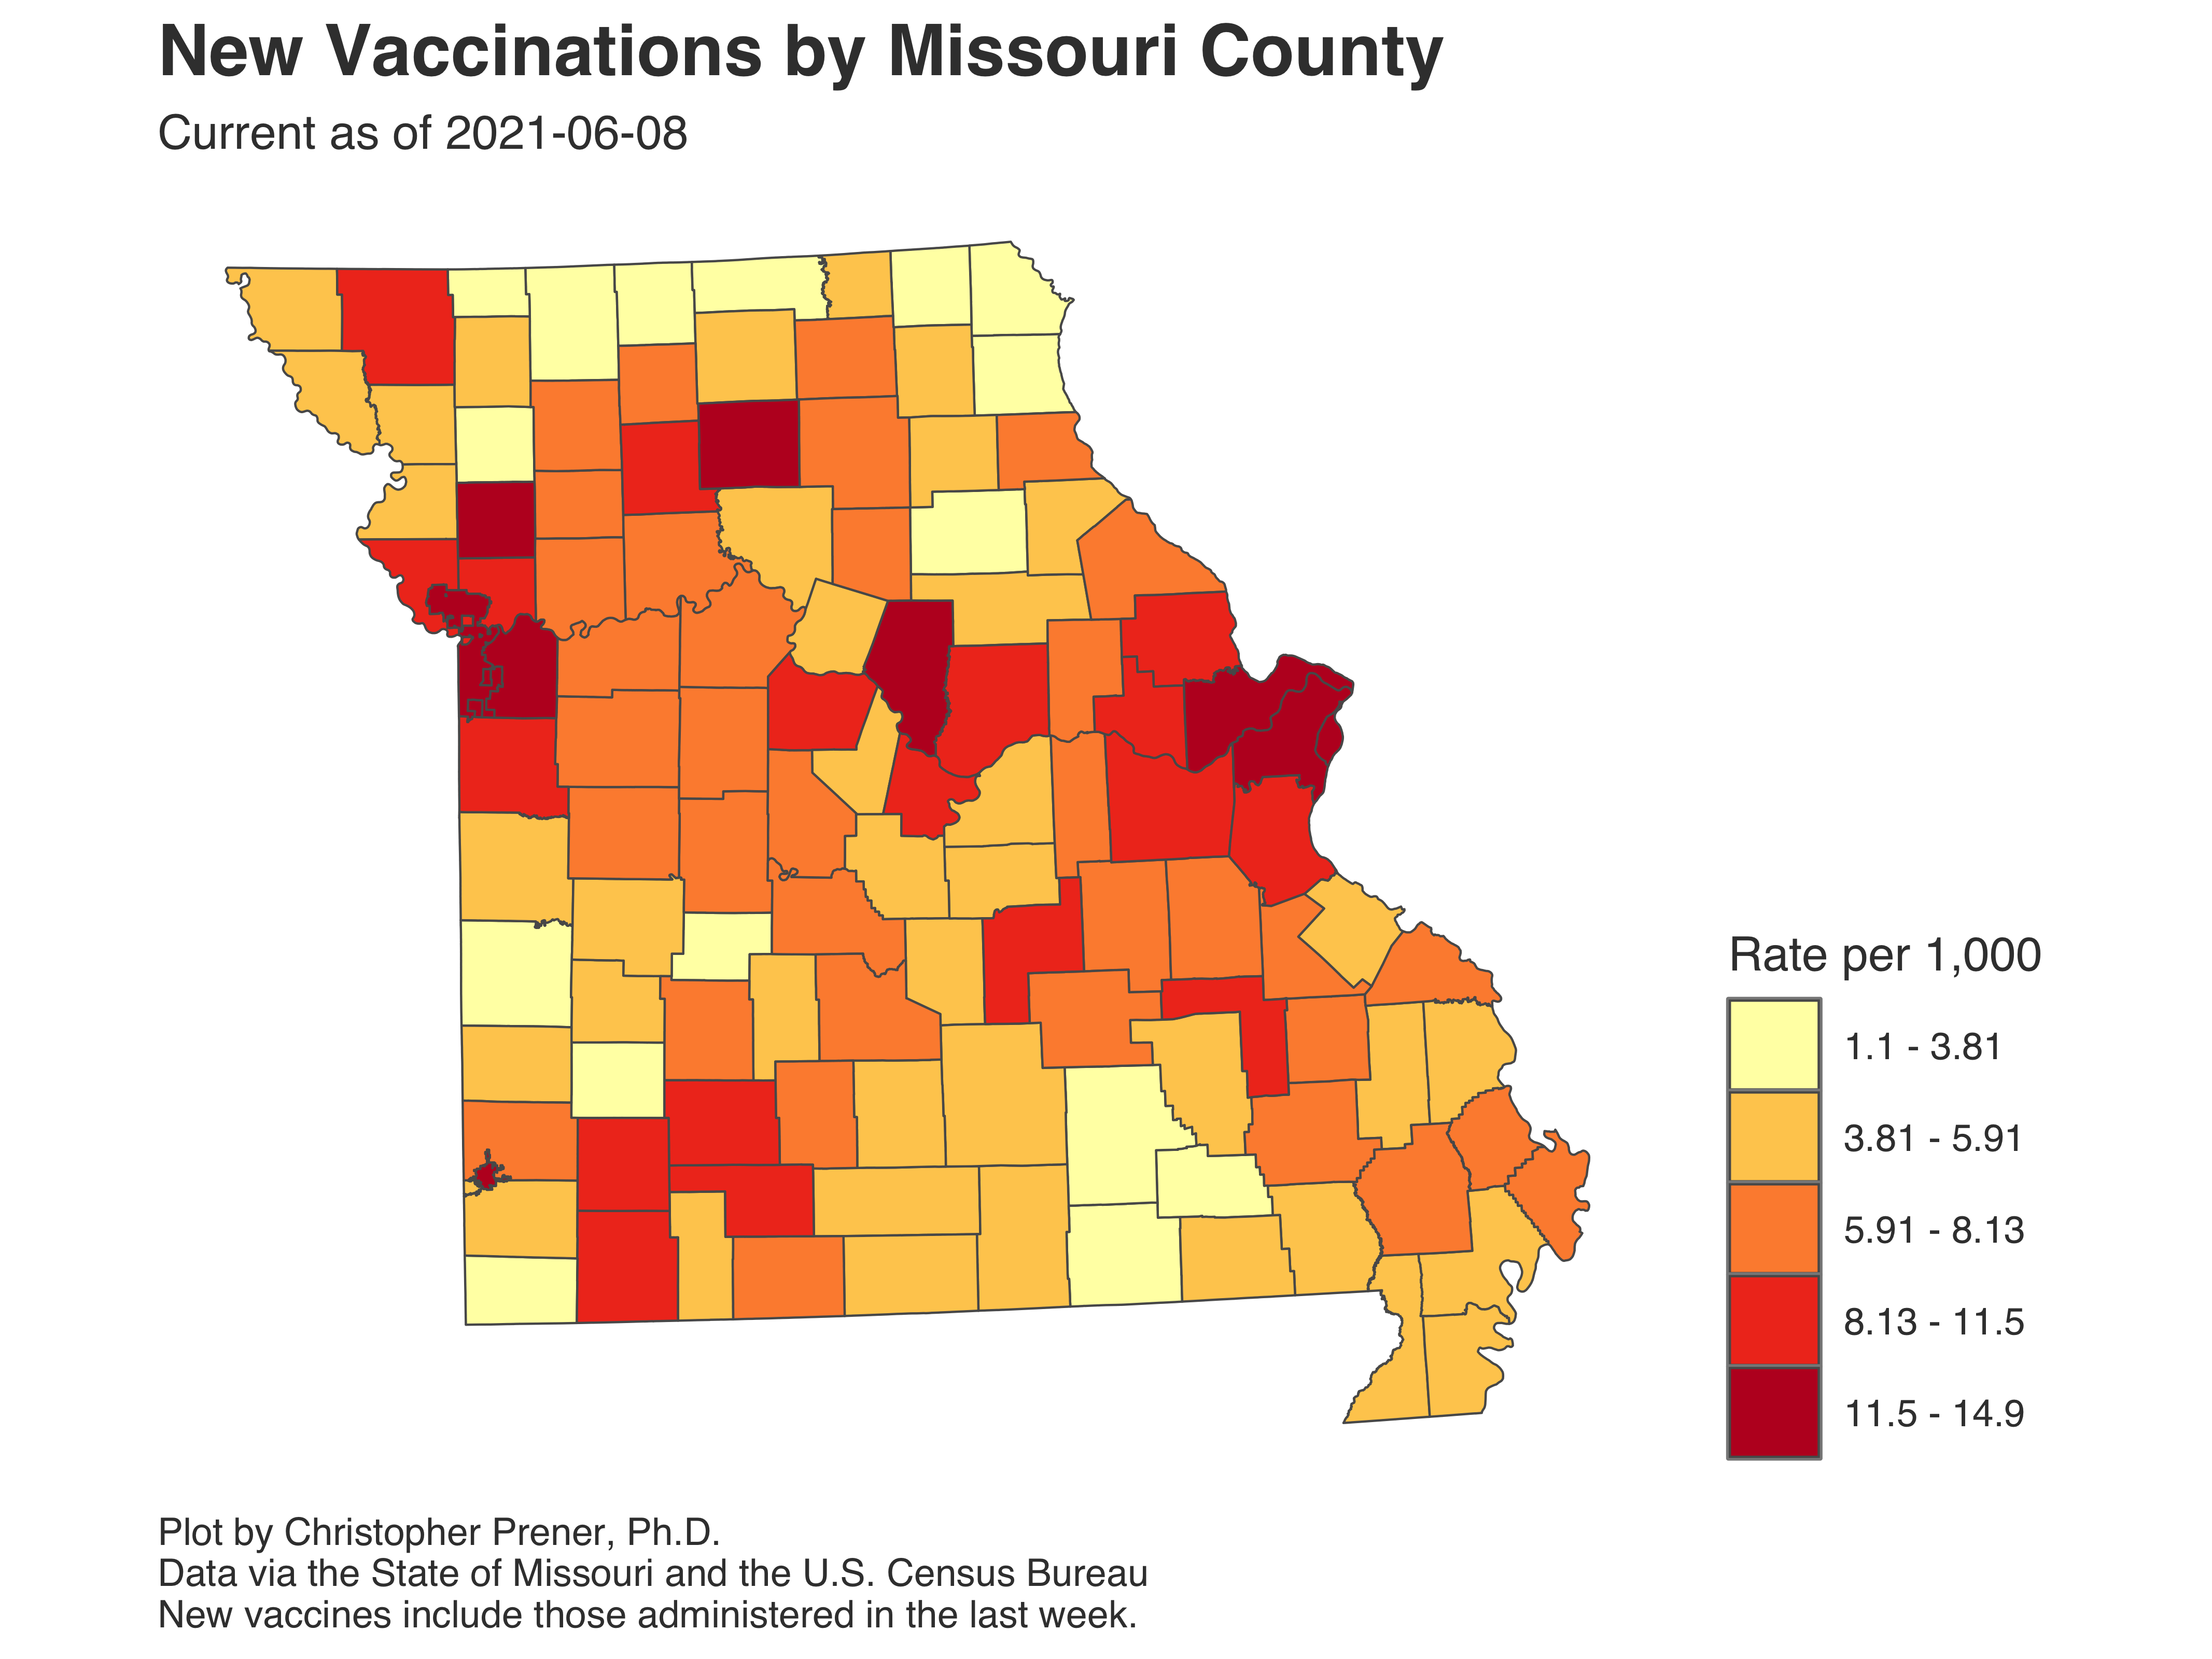 New Vaccinations by Missouri County
Current as of 2021-06-08
Rate per 1,000
1.1 - 3.81
3.81 - 5.91
5.91 - 8.13
8.13 - 11.5
11.5 - 14.9
Plot by Christopher Prener, Ph.D.
Data via the State of Missouri and the U.S. Census Bureau
New vaccines include those administered in the last week.